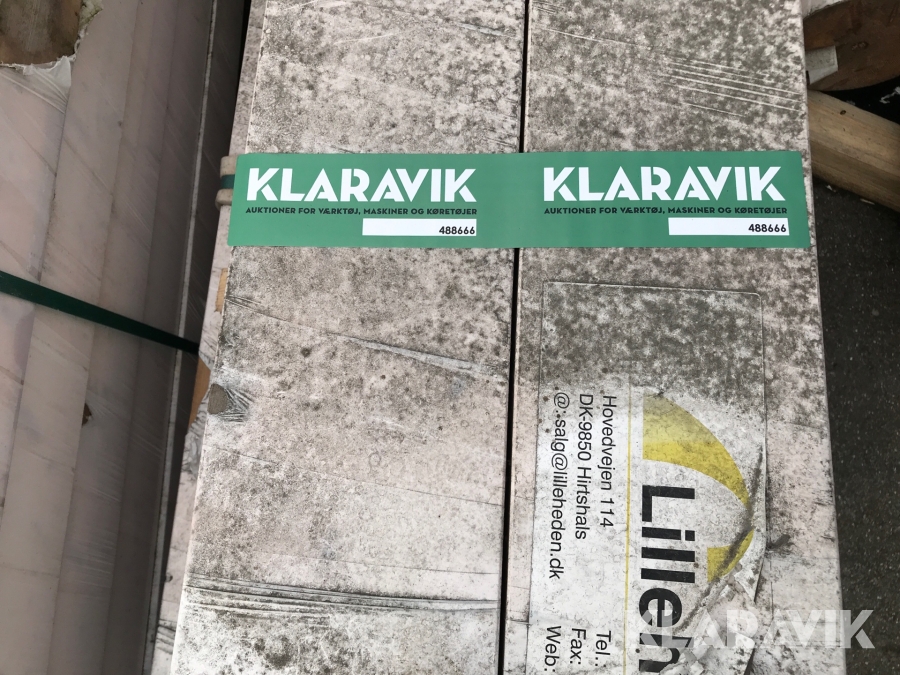 KLARAVIK
AUKTIONER FOR VÆRKTØJ, MASKINER OG KØRETØJER
488666
KLARAVIK
AUKTIONER FOR VÆRKTØJ, MASKINER OG KØRETØJER
488666
Lilleh
Hovedvejen 114
DK-9850 Hirtshals
@: salg@lilleheden.dk
Tel.:
Fax:
Web:
KLARAVIK